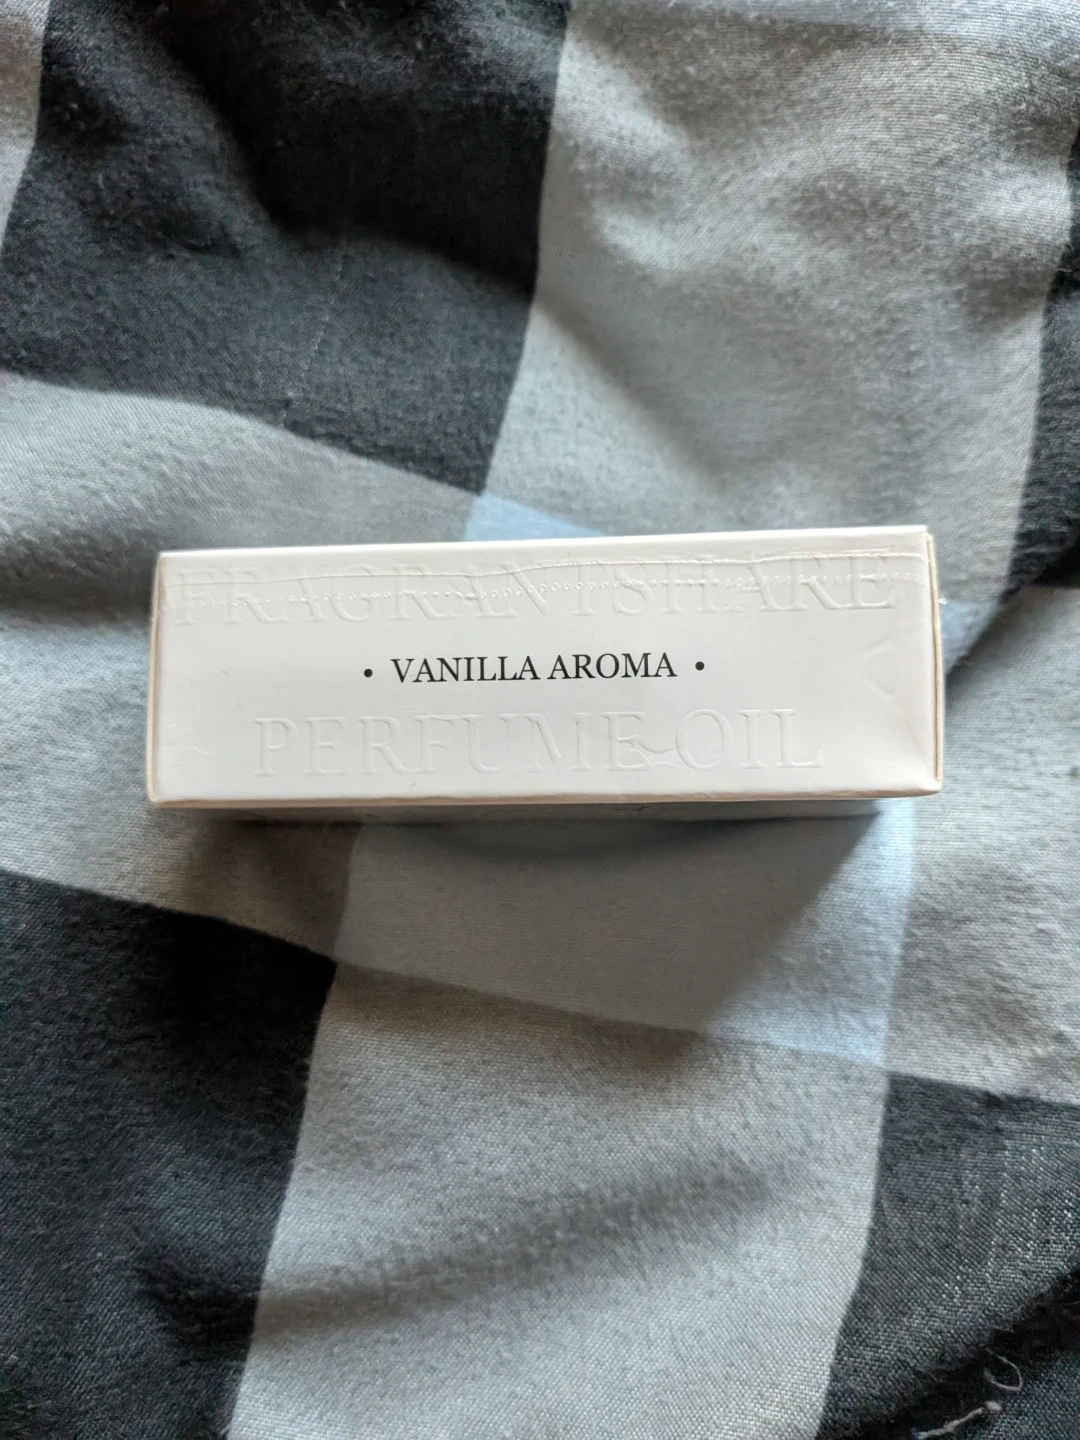 FRAGRANTSHARE
• VANILLA AROMA •
PERFUME OIL